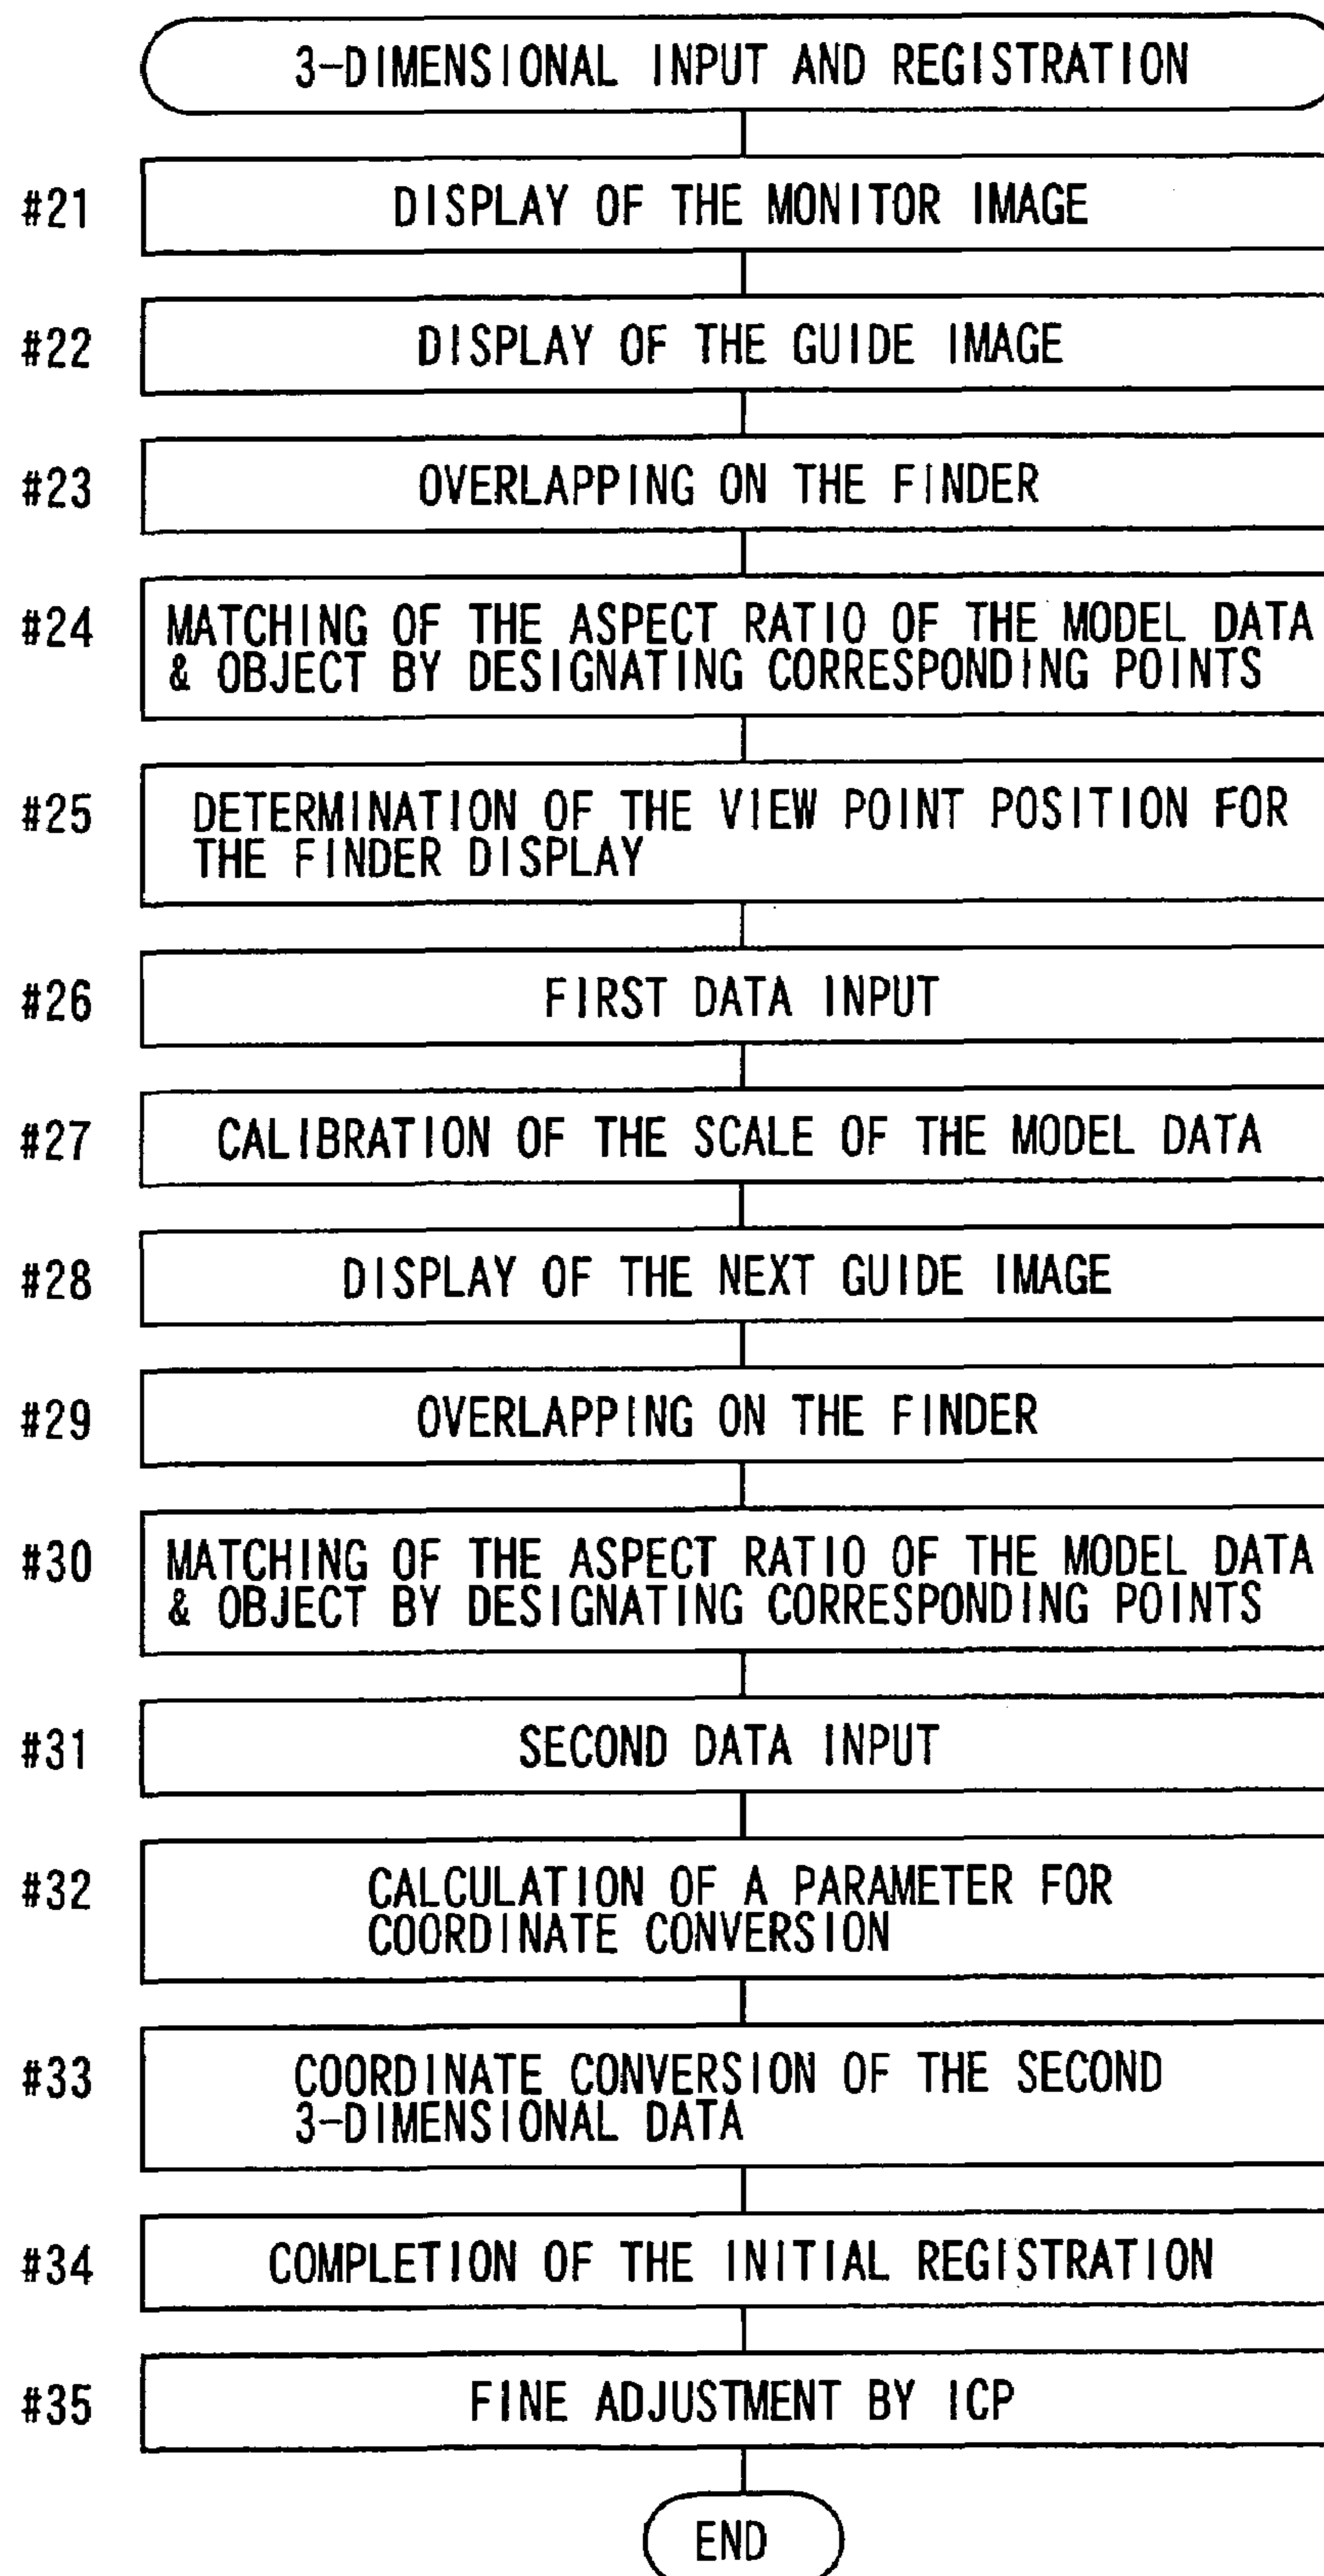 3-DIMENSIONAL INPUT AND REGISTRATION
#21 DISPLAY OF THE MONITOR IMAGE
#22 DISPLAY OF THE GUIDE IMAGE
#23 OVERLAPPING ON THE FINDER
#24 MATCHING OF THE ASPECT RATIO OF THE MODEL DATA
& OBJECT BY DESIGNATING CORRESPONDING POINTS
#25 DETERMINATION OF THE VIEW POINT POSITION FOR
THE FINDER DISPLAY
#26 FIRST DATA INPUT
#27 CALIBRATION OF THE SCALE OF THE MODEL DATA
#28 DISPLAY OF THE NEXT GUIDE IMAGE
#29 OVERLAPPING ON THE FINDER
#30 MATCHING OF THE ASPECT RATIO OF THE MODEL DATA
& OBJECT BY DESIGNATING CORRESPONDING POINTS
#31 SECOND DATA INPUT
#32 CALCULATION OF A PARAMETER FOR
COORDINATE CONVERSION
#33 COORDINATE CONVERSION OF THE SECOND
3-DIMENSIONAL DATA
#34 COMPLETION OF THE INITIAL REGISTRATION
#35 FINE ADJUSTMENT BY ICP
END